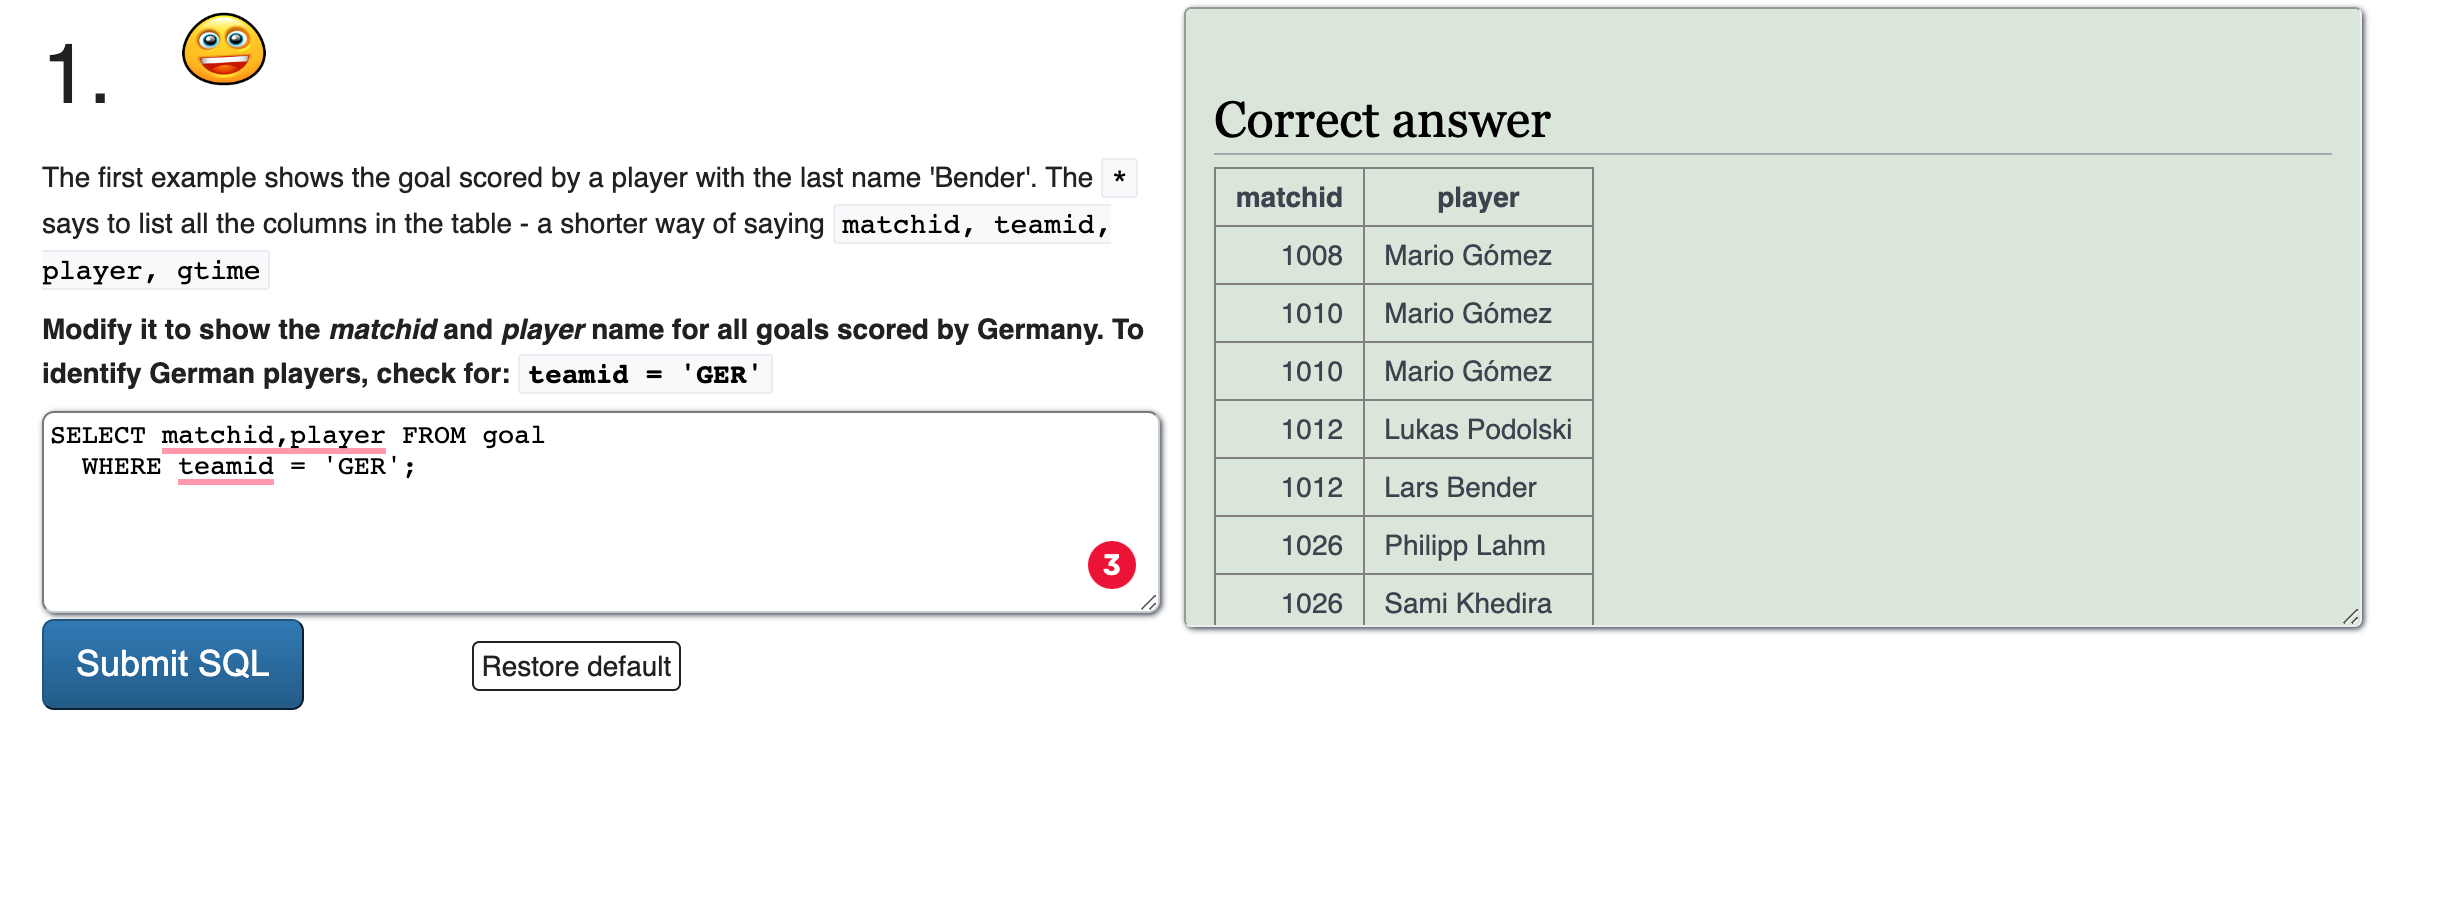 1.
The first example shows the goal scored by a player with the last name 'Bender'. The *
says to list all the columns in the table - a shorter way of saying matchid, teamid,
player, gtime
Modify it to show the matchid and player name for all goals scored by Germany. To
identify German players, check for: teamid = 'GER'
SELECT matchid,player FROM goal
WHERE teamid = 'GER';
3
Submit SQL
Restore default
Correct answer
matchid player
1008 Mario Gómez
1010 Mario Gómez
1010 Mario Gómez
1012 Lukas Podolski
1012 Lars Bender
1026 Philipp Lahm
1026 Sami Khedira